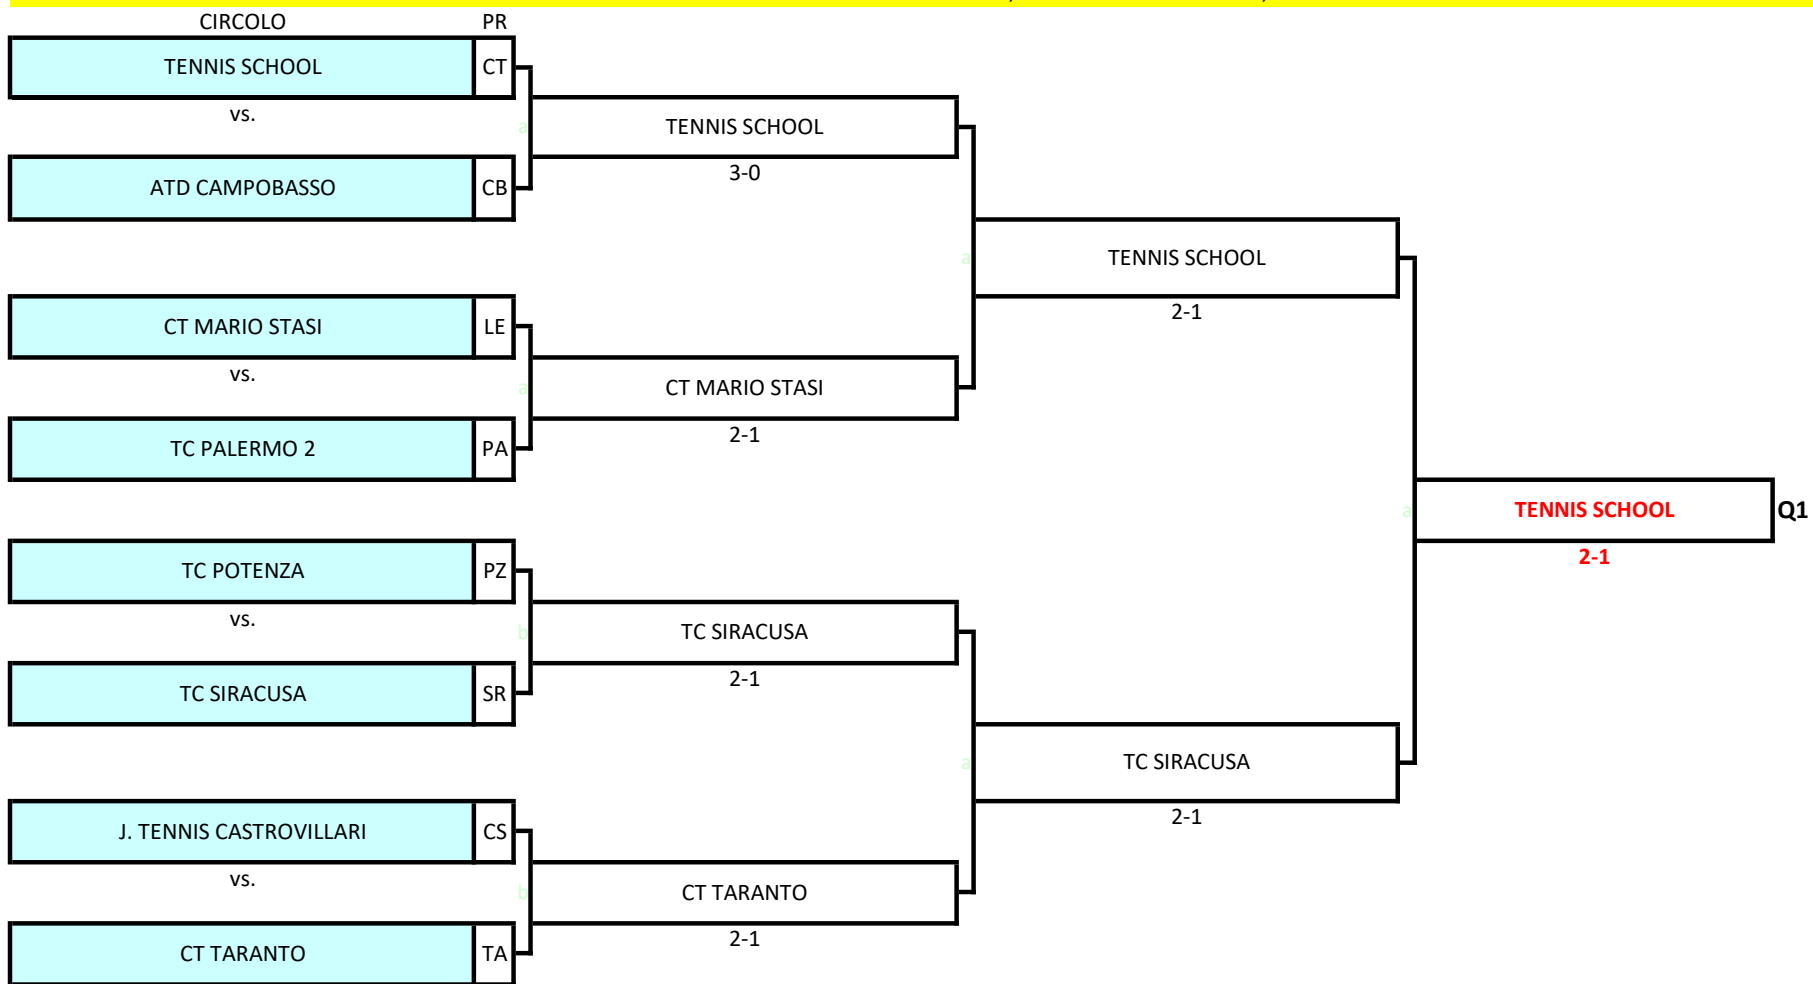 CIRCOLO PR
TENNIS SCHOOL CT
vs.
ATD CAMPOBASSO CB
CT MARIO STASI LE
vs.
TC PALERMO 2 PA
TC POTENZA PZ
vs.
TC SIRACUSA SR
J. TENNIS CASTROVILLARI CS
vs.
CT TARANTO TA
a
TENNIS SCHOOL
3-0
a
CT MARIO STASI
2-1
b
TC SIRACUSA
2-1
b
CT TARANTO
2-1
a
TENNIS SCHOOL
2-1
a
TC SIRACUSA
2-1
a
TENNIS SCHOOL Q1
2-1